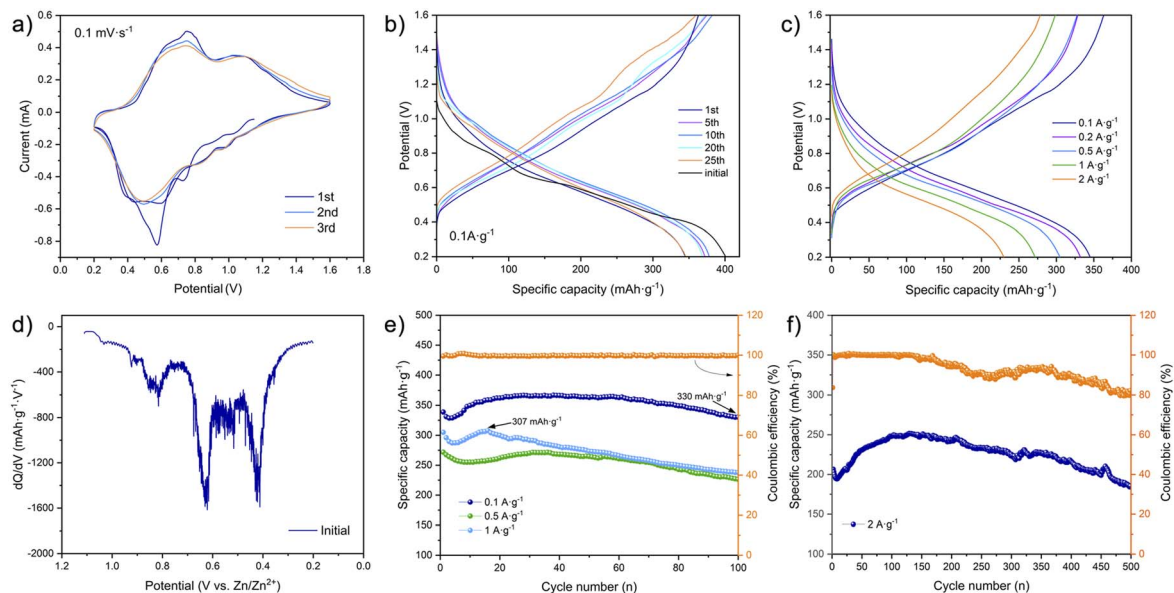 a)
0.1 mV·s⁻¹
0.6
0.4
0.2
0.0
-0.2
-0.4
-0.6
-0.8
Current (mA)
1st
2nd
3rd
0.0 0.2 0.4 0.6 0.8 1.0 1.2 1.4 1.6 1.8
Potential (V)
b)
1.6
1.4
1.2
1.0
0.8
0.6
0.4
0.2
Potential (V)
1st
5th
10th
20th
25th
initial
0.1A·g⁻¹
0 100 200 300 400
Specific capacity (mAh·g⁻¹)
c)
1.6
1.4
1.2
1.0
0.8
0.6
0.4
0.2
Potential (V)
0.1 A·g⁻¹
0.2 A·g⁻¹
0.5 A·g⁻¹
1 A·g⁻¹
2 A·g⁻¹
0 50 100 150 200 250 300 350 400
Specific capacity (mAh·g⁻¹)
d)
0
-400
-800
-1200
-1600
-2000
dQ/dV (mAh·g⁻¹·V⁻¹)
Initial
1.2 1.0 0.8 0.6 0.4 0.2 0.0
Potential (V vs. Zn/Zn²⁺)
e)
500
450
400
350
300
250
200
150
100
Specific capacity (mAh·g⁻¹)
330 mAh·g⁻¹
307 mAh·g⁻¹
0.1 A·g⁻¹
0.5 A·g⁻¹
1 A·g⁻¹
120
100
80
60
40
20
0
Coulombic efficiency (%)
0 20 40 60 80 100
Cycle number (n)
f)
400
350
300
250
200
150
100
Specific capacity (mAh·g⁻¹)
2 A·g⁻¹
120
100
80
60
40
20
0
Coulombic efficiency (%)
0 50 100 150 200 250 300 350 400 450 500
Cycle number (n)